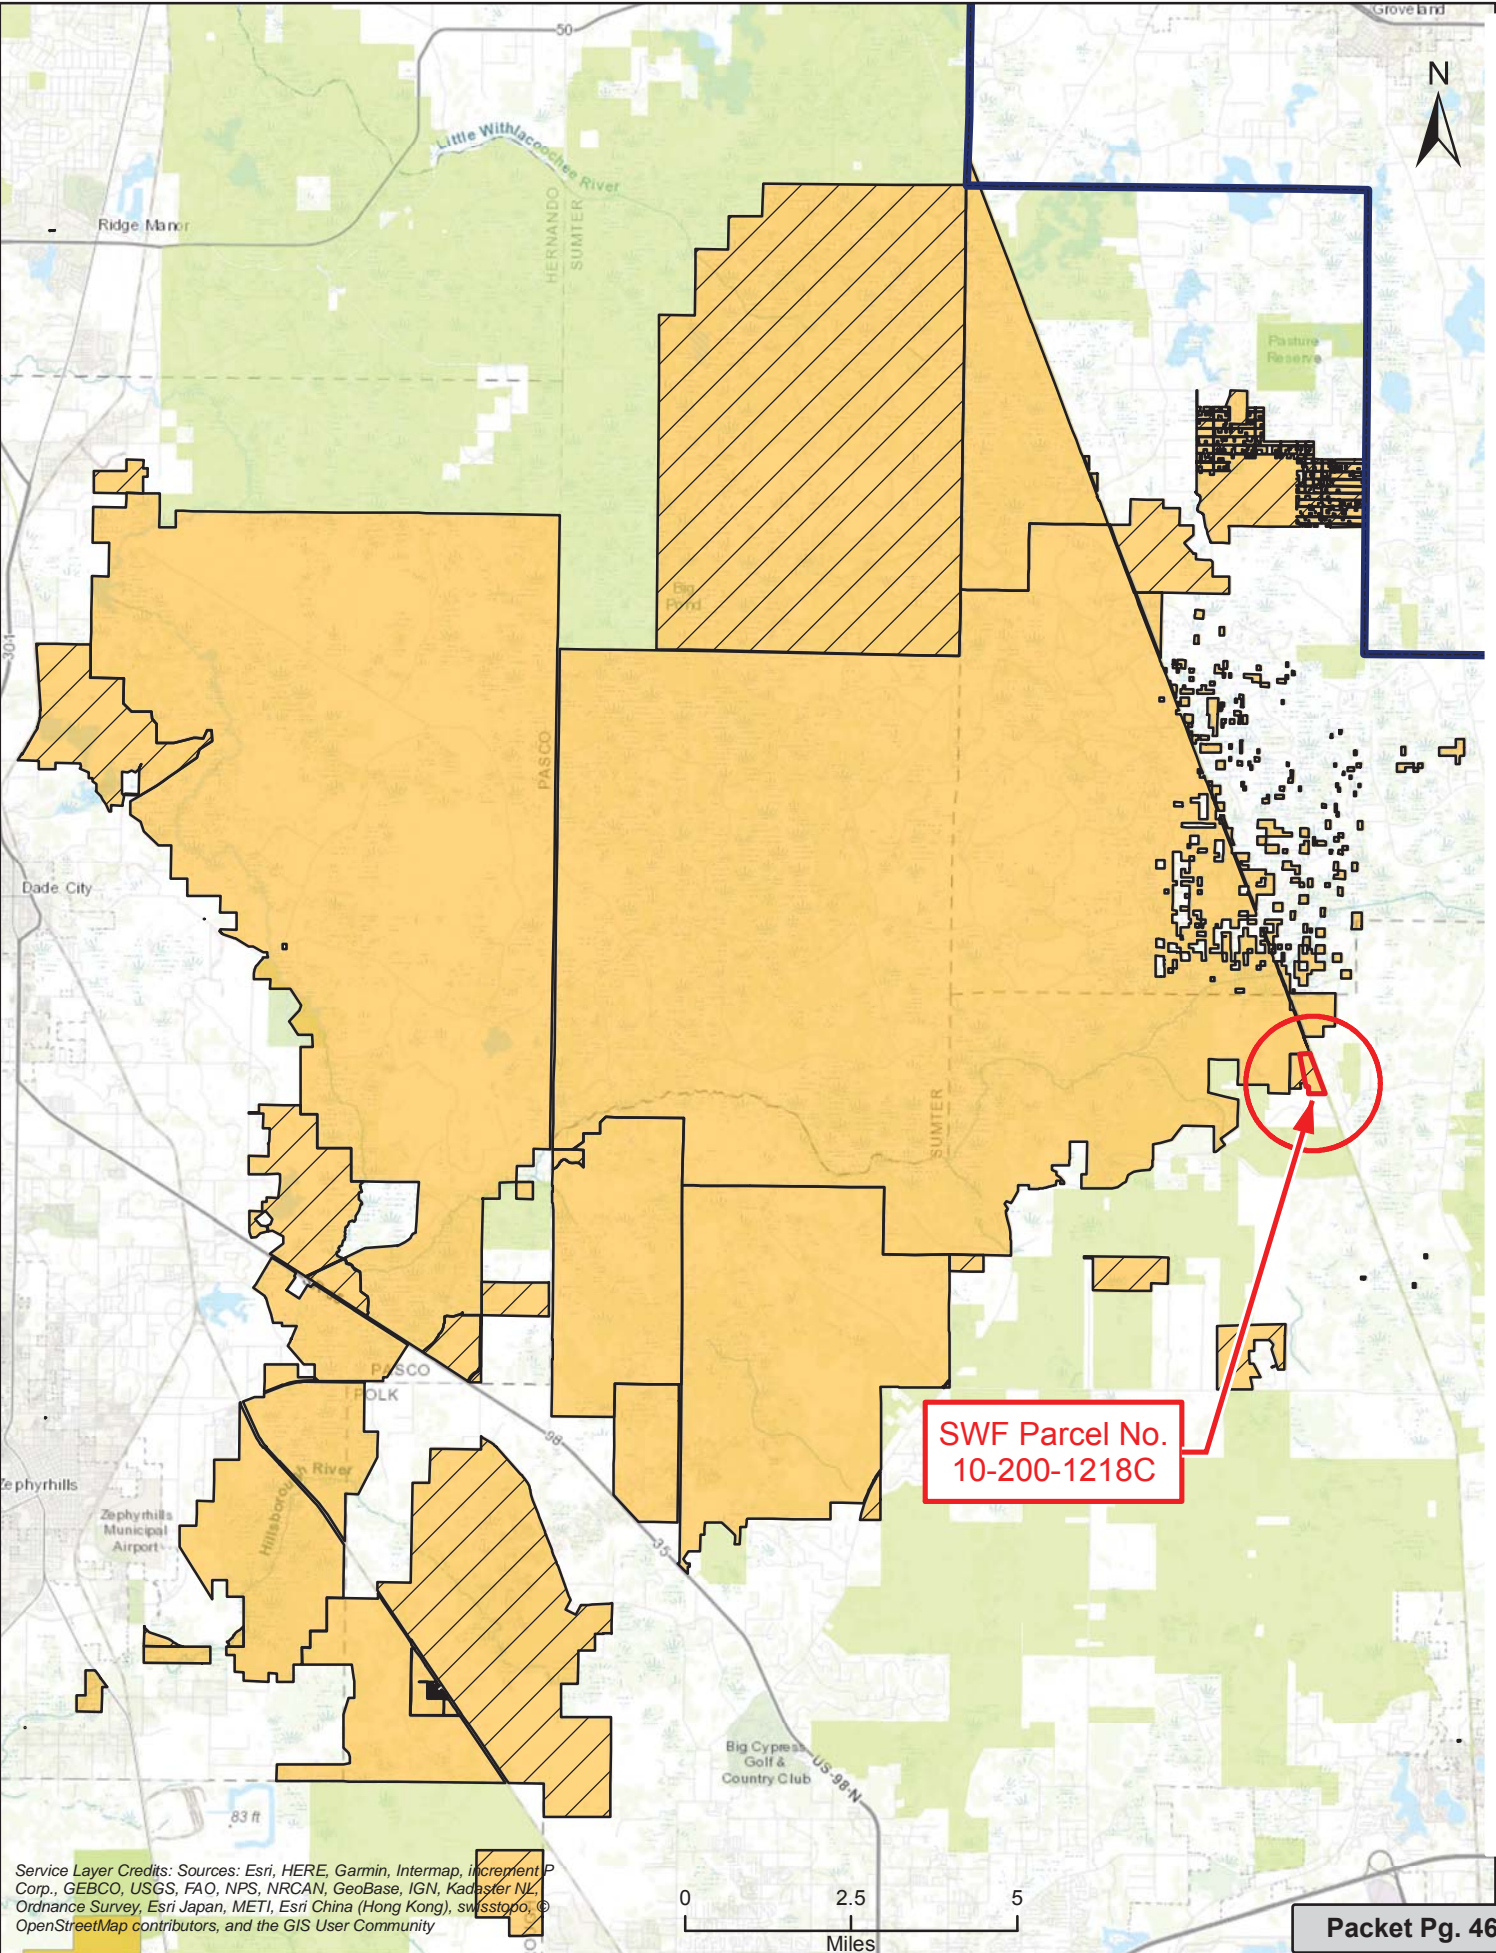 Groveland
50
N
Little Withlacoochee River
HERNANDO
SUMTER
Ridge Manor
Pasture
Reserve
Big
Pond
301
PASCO
Dade City
SUMTER
PASCO
POLK
98
SWF Parcel No.
10-200-1218C
Zephyrhills
Hillsborough River
Zephyrhills
Municipal
Airport
35
Big Cypress
Golf &
Country Club
US-98-N
83 ft
Service Layer Credits: Sources: Esri, HERE, Garmin, Intermap, increment P
Corp., GEBCO, USGS, FAO, NPS, NRCAN, GeoBase, IGN, Kadaster NL,
Ordnance Survey, Esri Japan, METI, Esri China (Hong Kong), swisstopo, ©
OpenStreetMap contributors, and the GIS User Community
0 2.5 5
Miles
Packet Pg. 46